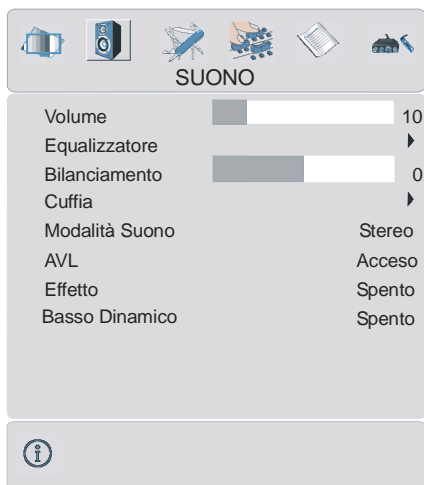 SUONO
Volume 10
Equalizzatore
Bilanciamento 0
Cuffia
Modalità Suono Stereo
AVL Acceso
Effetto Spento
Basso Dinamico Spento